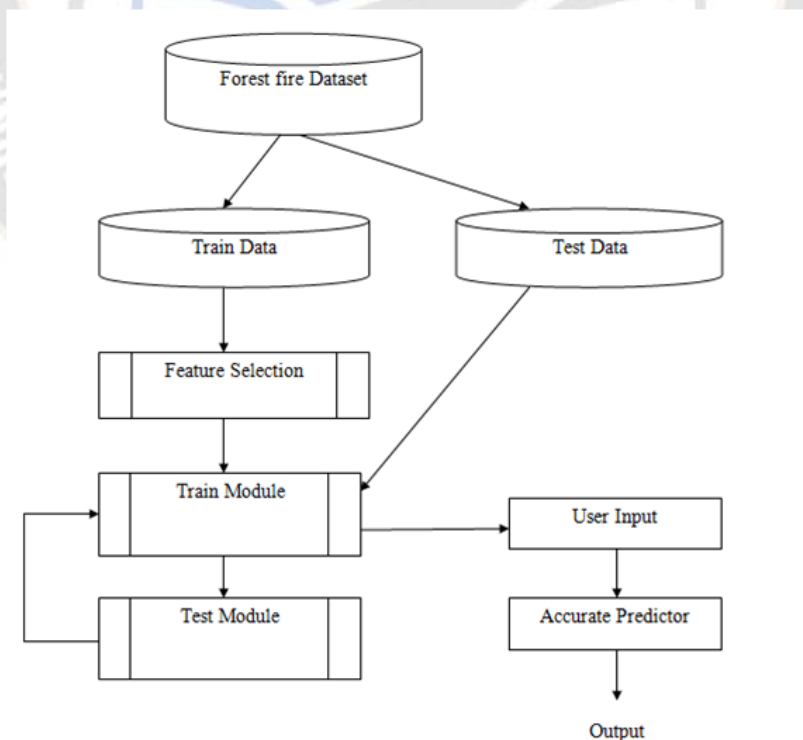 Forest fire Dataset
Train Data
Test Data
Feature Selection
Train Module
User Input
Test Module
Accurate Predictor
Output